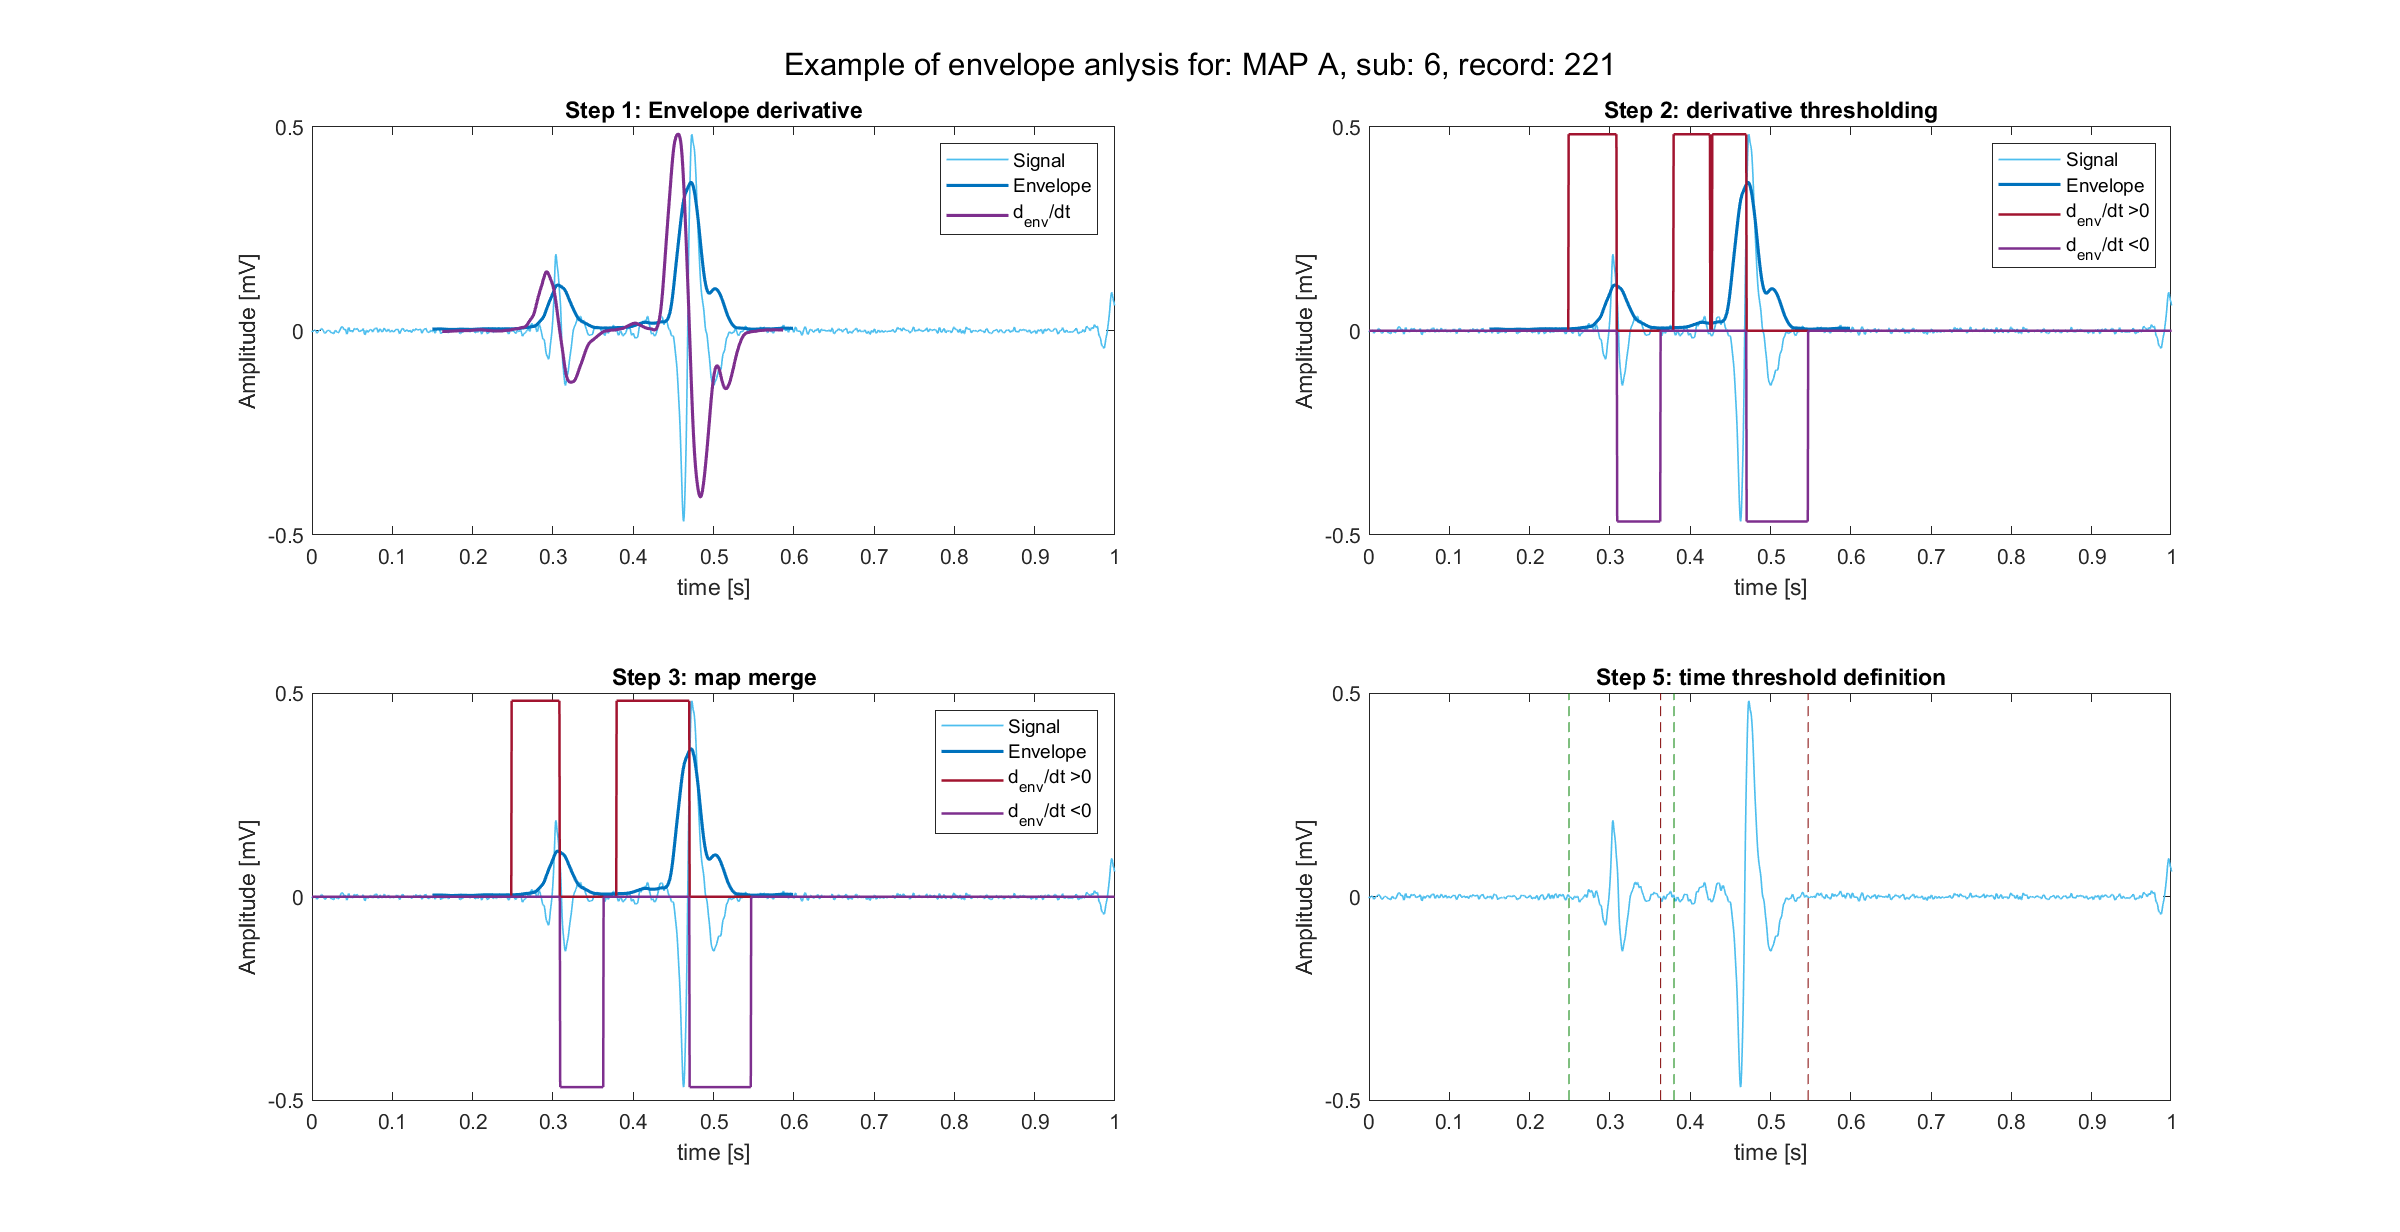 Example of envelope anlysis for: MAP A, sub: 6, record: 221
Step 1: Envelope derivative
0.5
0
-0.5
Amplitude [mV]
Signal
Envelope
d_env/dt
0 0.1 0.2 0.3 0.4 0.5 0.6 0.7 0.8 0.9 1
time [s]
Step 2: derivative thresholding
0.5
0
-0.5
Amplitude [mV]
Signal
Envelope
d_env/dt >0
d_env/dt <0
0 0.1 0.2 0.3 0.4 0.5 0.6 0.7 0.8 0.9 1
time [s]
Step 3: map merge
0.5
0
-0.5
Amplitude [mV]
Signal
Envelope
d_env/dt >0
d_env/dt <0
0 0.1 0.2 0.3 0.4 0.5 0.6 0.7 0.8 0.9 1
time [s]
Step 5: time threshold definition
0.5
0
-0.5
Amplitude [mV]
0 0.1 0.2 0.3 0.4 0.5 0.6 0.7 0.8 0.9 1
time [s]